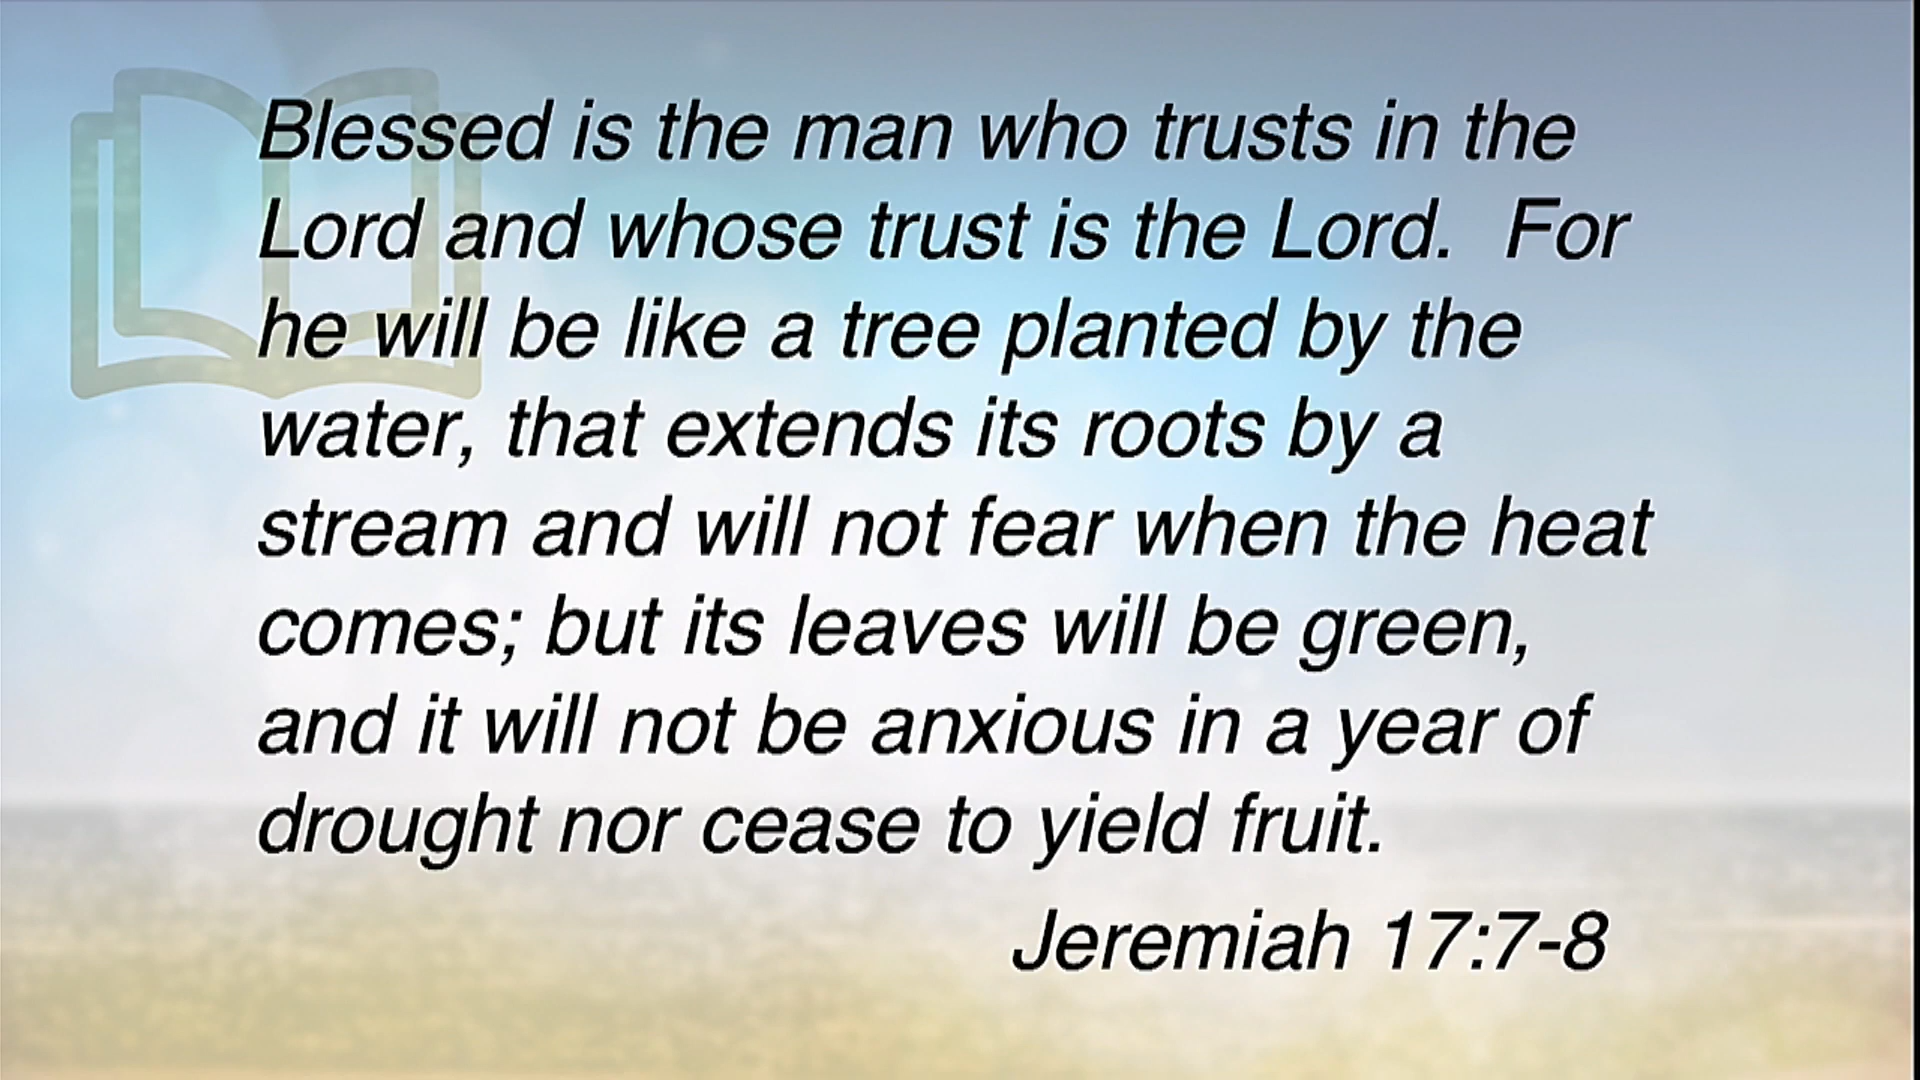 Blessed is the man who trusts in the
Lord and whose trust is the Lord.  For
he will be like a tree planted by the
water, that extends its roots by a
stream and will not fear when the heat
comes; but its leaves will be green,
and it will not be anxious in a year of
drought nor cease to yield fruit.
Jeremiah 17:7-8